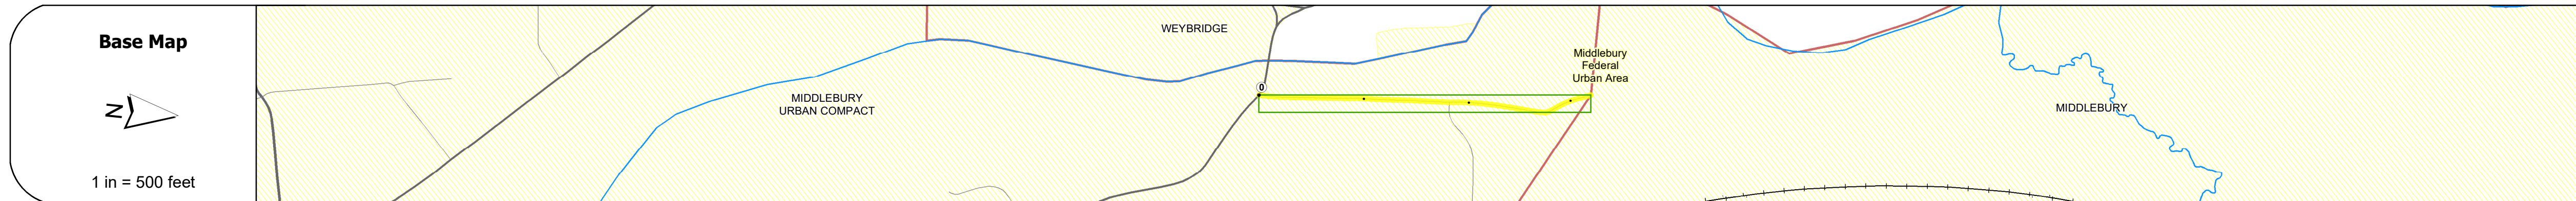 Base Map
N
1 in = 500 feet
WEYBRIDGE
MIDDLEBURY
URBAN COMPACT
0
Middlebury
Federal
Urban Area
MIDDLEBURY